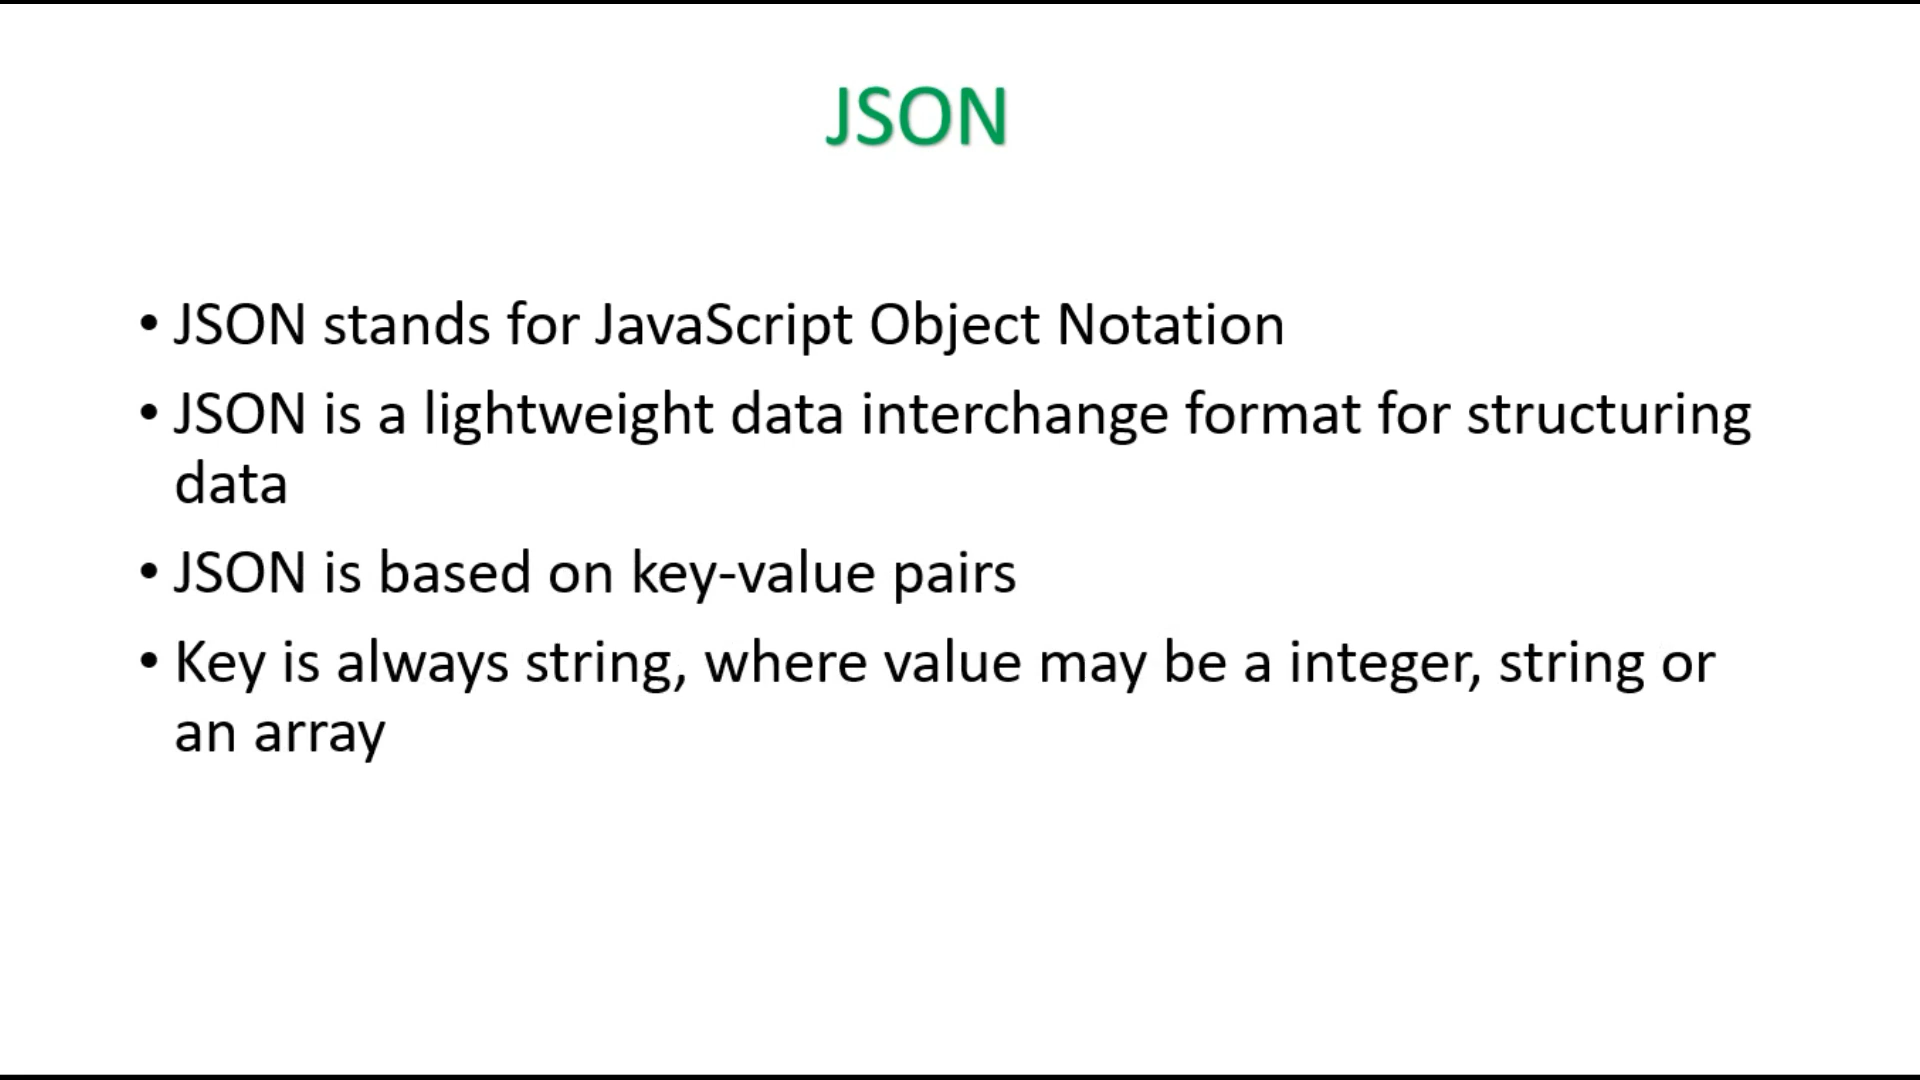 JSON
• JSON stands for JavaScript Object Notation
• JSON is a lightweight data interchange format for structuring
data
• JSON is based on key-value pairs
• Key is always string, where value may be a integer, string or
an array